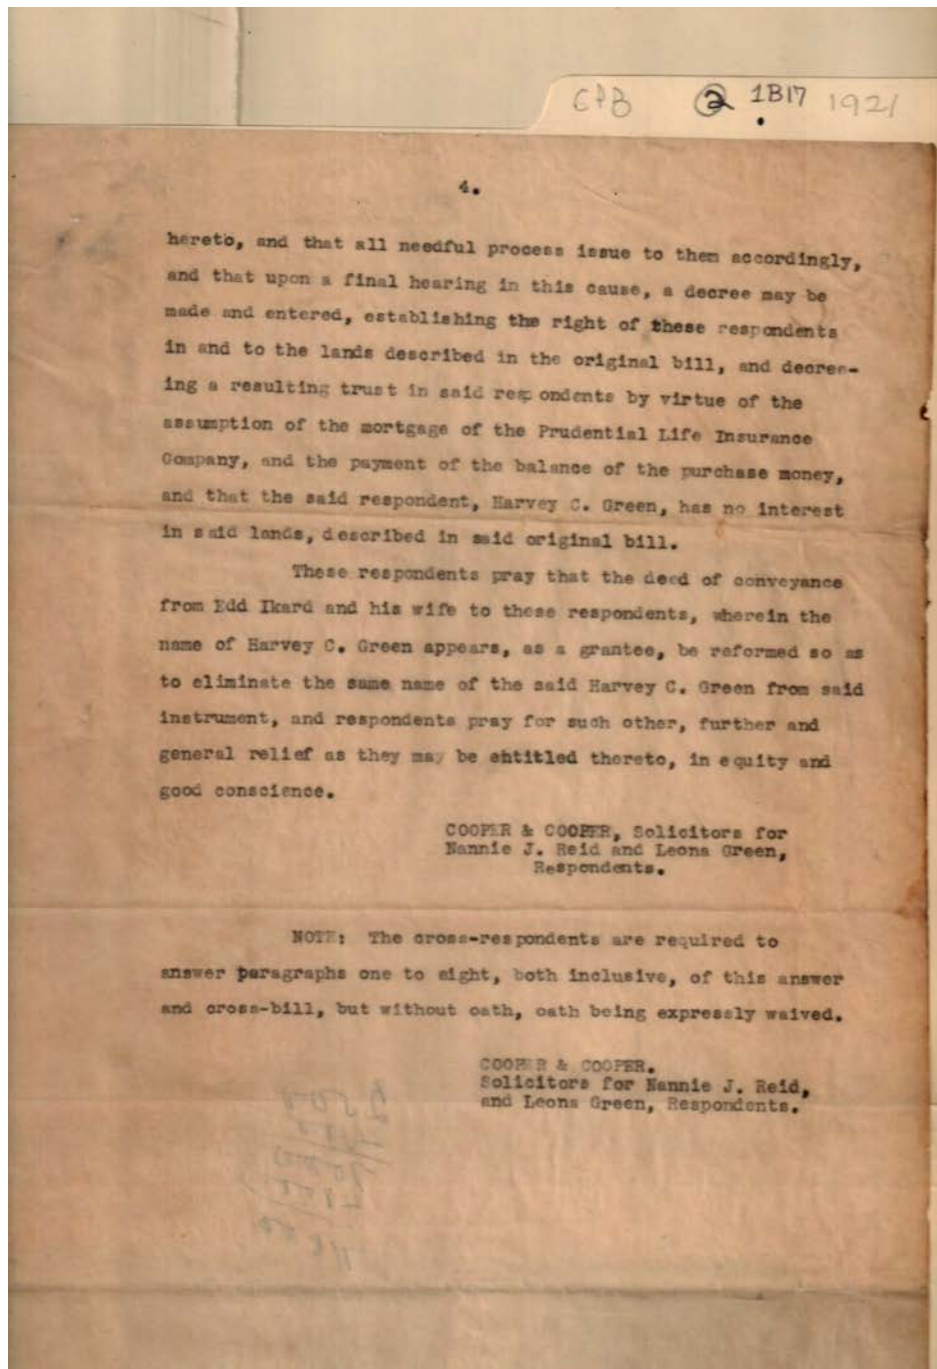 CPB ② 1B17 1921
4.
hereto, and that all needful process issue to them accordingly,
and that upon a final hearing in this cause, a decree may be
made and entered, establishing the right of these respondents
in and to the lands described in the original bill, and decree-
ing a resulting trust in said respondents by virtue of the
assumption of the mortgage of the Prudential Life Insurance
Company, and the payment of the balance of the purchase money,
and that the said respondent, Harvey C. Green, has no interest
in said lands, described in said original bill.
These respondents pray that the deed of conveyance
from Edd Ikard and his wife to these respondents, wherein the
name of Harvey C. Green appears, as a grantee, be reformed so as
to eliminate the same name of the said Harvey C. Green from said
instrument, and respondents pray for such other, further and
general relief as they may be entitled thereto, in equity and
good conscience.
COOPER & COOPER, Solicitors for
Nannie J. Reid and Leona Green,
Respondents.
NOTE: The cross-respondents are required to
answer paragraphs one to eight, both inclusive, of this answer
and cross-bill, but without oath, oath being expressly waived.
COOPER & COOPER.
Solicitors for Nannie J. Reid,
and Leona Green, Respondents.